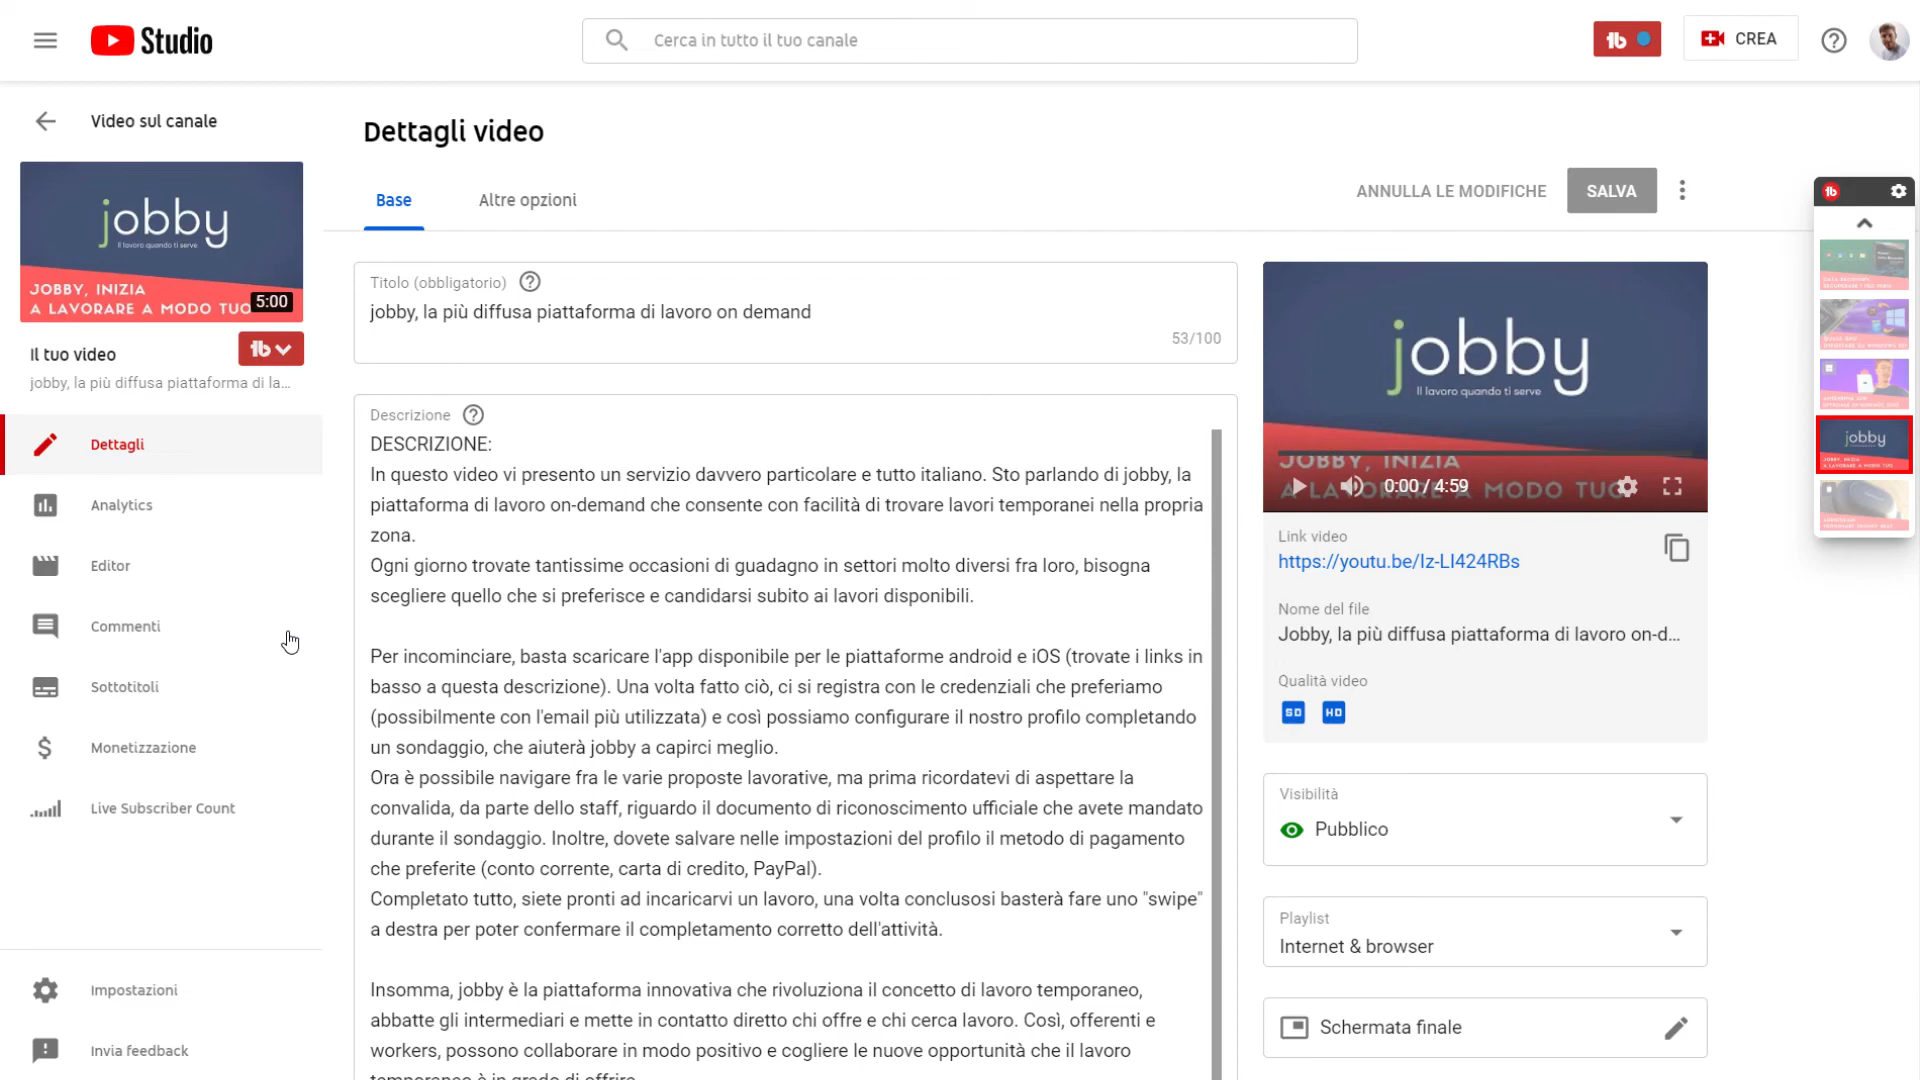 Studio
Cerca in tutto il tuo canale
CREA
Video sul canale
jobby
Il lavoro quando ti serve
JOBBY, INIZIA
A LAVORARE A MODO TUO
5:00
Il tuo video
jobby, la più diffusa piattaforma di la...
Dettagli
Analytics
Editor
Commenti
Sottotitoli
Monetizzazione
Live Subscriber Count
Impostazioni
Invia feedback
Dettagli video
Base
Altre opzioni
ANNULLA LE MODIFICHE
SALVA
Titolo (obbligatorio)
jobby, la più diffusa piattaforma di lavoro on demand
53/100
Descrizione
DESCRIZIONE:
In questo video vi presento un servizio davvero particolare e tutto italiano. Sto parlando di jobby, la
piattaforma di lavoro on-demand che consente con facilità di trovare lavori temporanei nella propria
zona.
Ogni giorno trovate tantissime occasioni di guadagno in settori molto diversi fra loro, bisogna
scegliere quello che si preferisce e candidarsi subito ai lavori disponibili.
Per incominciare, basta scaricare l'app disponibile per le piattaforme android e iOS (trovate i links in
basso a questa descrizione). Una volta fatto ciò, ci si registra con le credenziali che preferiamo
(possibilmente con l'email più utilizzata) e così possiamo configurare il nostro profilo completando
un sondaggio, che aiuterà jobby a capirci meglio.
Ora è possibile navigare fra le varie proposte lavorative, ma prima ricordatevi di aspettare la
convalida, da parte dello staff, riguardo il documento di riconoscimento ufficiale che avete mandato
durante il sondaggio. Inoltre, dovete salvare nelle impostazioni del profilo il metodo di pagamento
che preferite (conto corrente, carta di credito, PayPal).
Completato tutto, siete pronti ad incaricarvi un lavoro, una volta conclusosi basterà fare uno "swipe"
a destra per poter confermare il completamento corretto dell'attività.
Insomma, jobby è la piattaforma innovativa che rivoluziona il concetto di lavoro temporaneo,
abbatte gli intermediari e mette in contatto diretto chi offre e chi cerca lavoro. Così, offerenti e
workers, possono collaborare in modo positivo e cogliere le nuove opportunità che il lavoro
temporaneo è in grado di offrire.
jobby
Il lavoro quando ti serve
JOBBY, INIZIA
A LAVORARE A MODO TUO
0:00 / 4:59
Link video
https://youtu.be/Iz-LI424RBs
Nome del file
Jobby, la più diffusa piattaforma di lavoro on-d...
Qualità video
SD
HD
Visibilità
Pubblico
Playlist
Internet & browser
Schermata finale
jobby